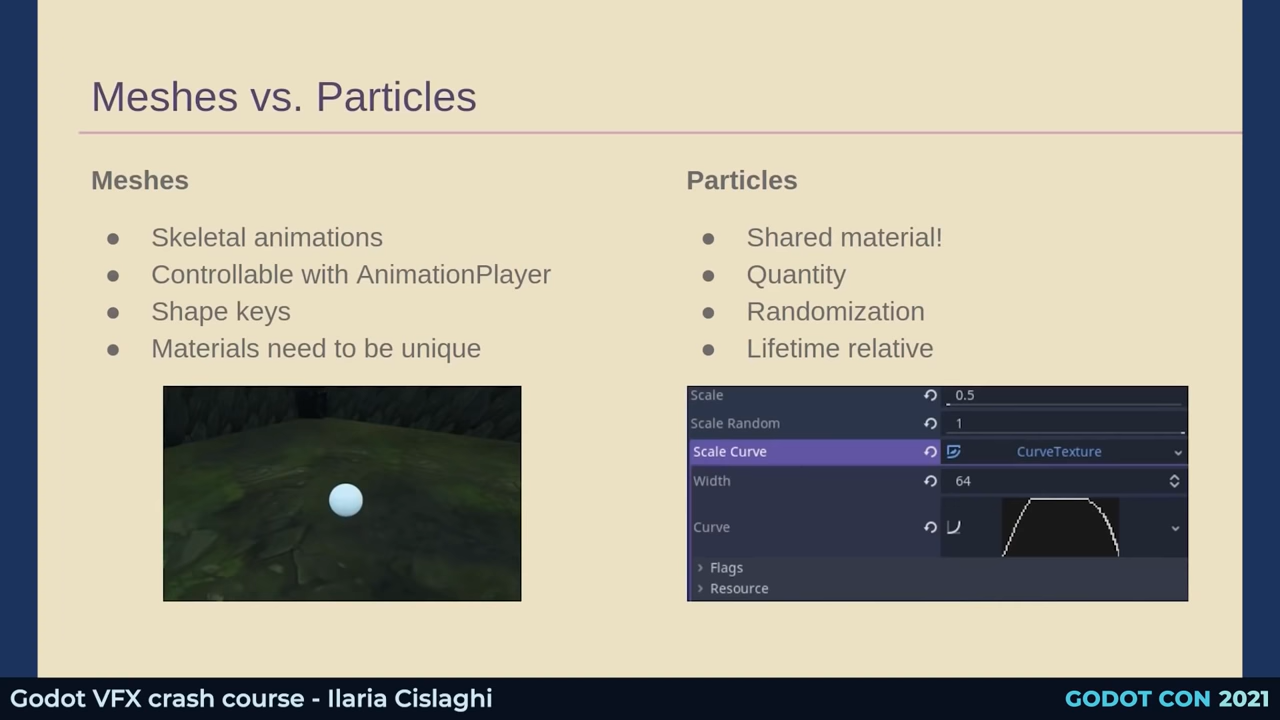 Meshes vs. Particles
Meshes
● Skeletal animations
● Controllable with AnimationPlayer
● Shape keys
● Materials need to be unique
Particles
● Shared material!
● Quantity
● Randomization
● Lifetime relative
Scale 0.5
Scale Random 1
Scale Curve CurveTexture
Width 64
Curve
Flags
Resource
Godot VFX crash course - Ilaria Cislaghi
GODOT CON 2021